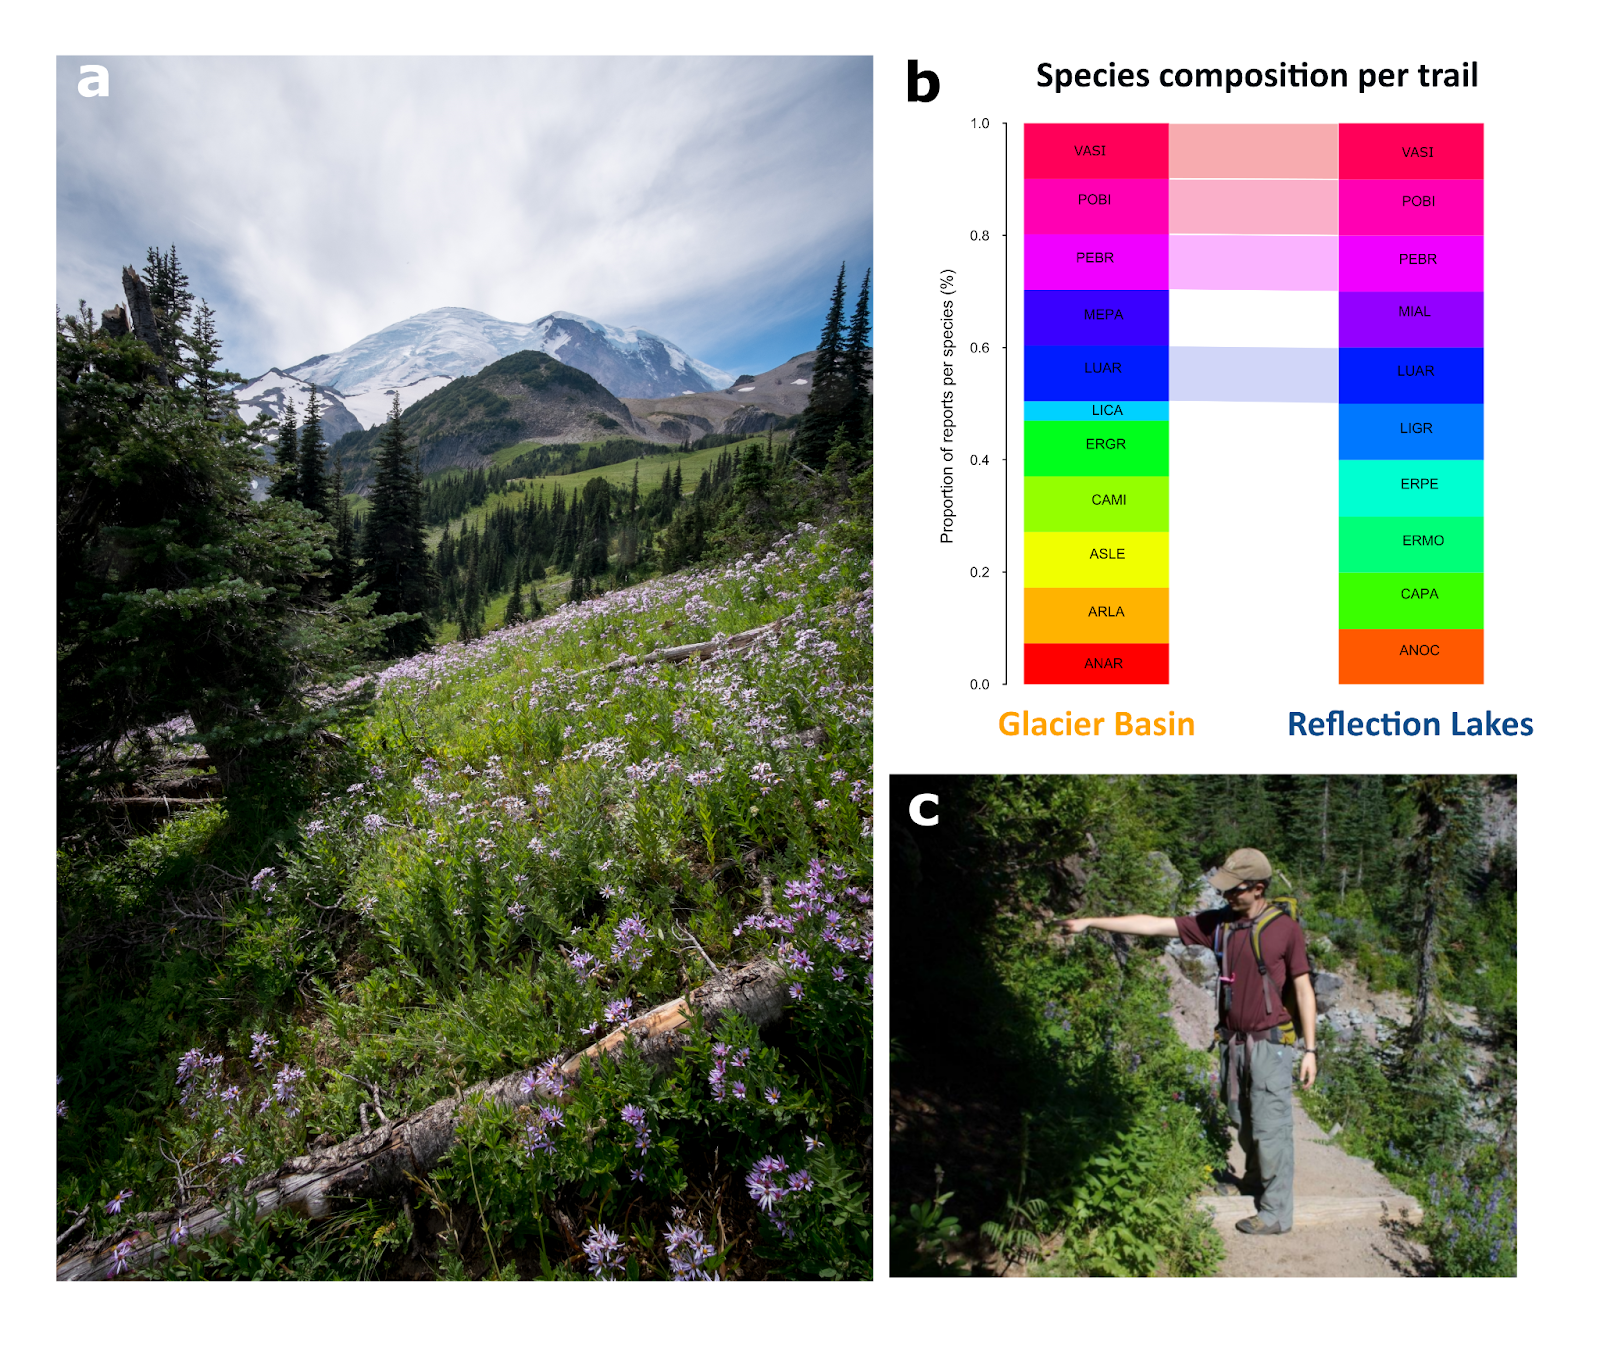 a
b
Species composition per trail
Proportion of reports per species (%)
1.0
0.8
0.6
0.4
0.2
0.0
VASI
POBI
PEBR
MEPA
LUAR
LICA
ERGR
CAMI
ASLE
ARLA
ANAR
VASI
POBI
PEBR
MIAL
LUAR
LIGR
ERPE
ERMO
CAPA
ANOC
Glacier Basin
Reflection Lakes
c